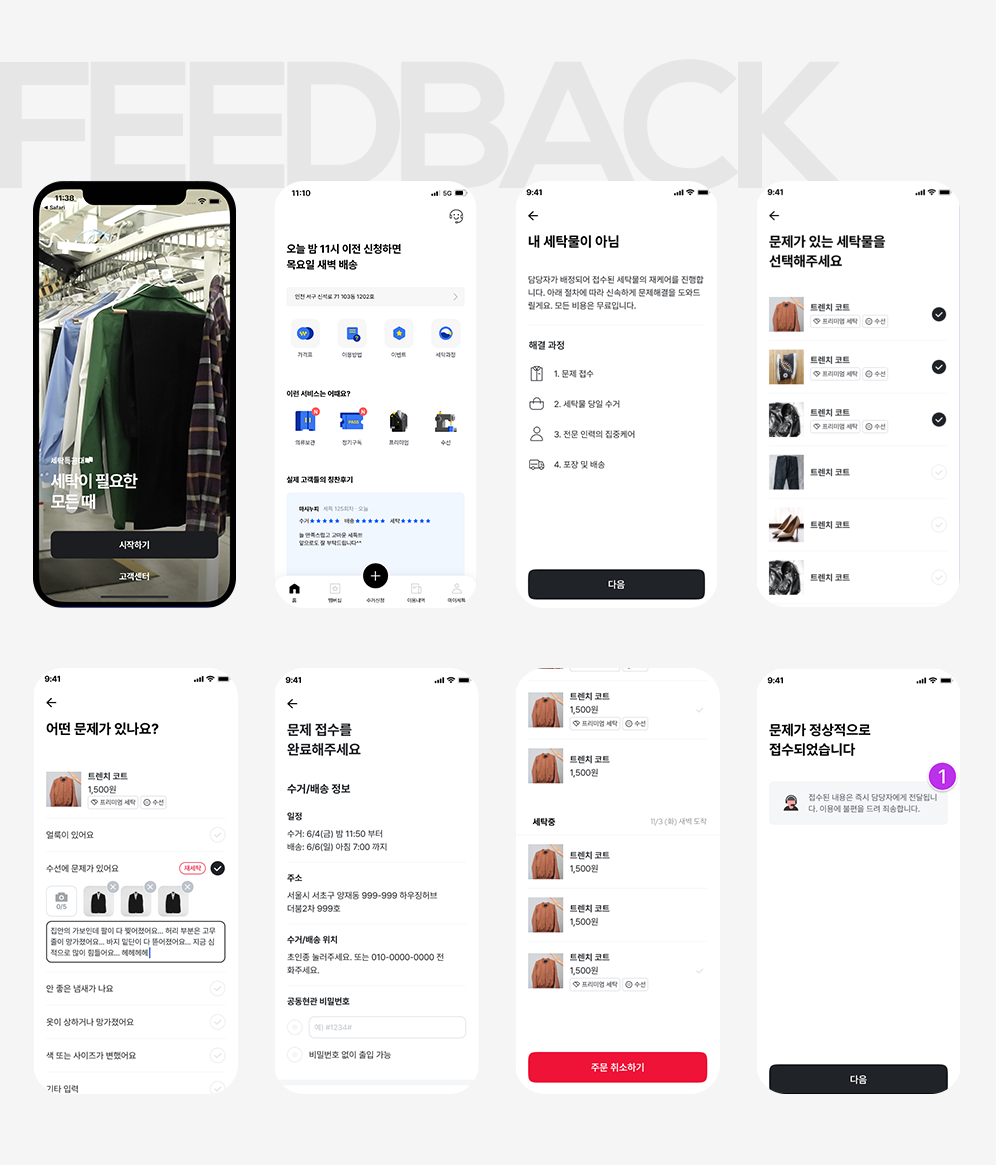 FEEDBACK
11:38
Safari
세탁특공대
세탁이 필요한
모든 때
시작하기
고객센터
11:10
5G
오늘 밤 11시 이전 신청하면
목요일 새벽 배송
인천 서구 신석로 71 103동 1202호
가격표
이용방법
이벤트
세탁과정
이런 서비스는 어때요?
N
N
PASS
의류보관
정기구독
프리미엄
수선
실제 고객들의 칭찬후기
마시누피 세특 125회차 · 오늘
수거★★★★★ 배송★★★★★ 세탁★★★★★
늘 만족스럽고 고마운 세특!!!
앞으로도 잘 부탁드립니다^^
홈
멤버십
수거신청
이용내역
마이세특
9:41
내 세탁물이 아님
담당자가 배정되어 접수된 세탁물의 재케어를 진행합
니다. 아래 절차에 따라 신속하게 문제해결을 도와드
릴게요. 모든 비용은 무료입니다.
해결 과정
1. 문제 접수
2. 세탁물 당일 수거
3. 전문 인력의 집중케어
4. 포장 및 배송
다음
9:41
문제가 있는 세탁물을
선택해주세요
트렌치 코트
프리미엄 세탁 수선
트렌치 코트
프리미엄 세탁 수선
트렌치 코트
프리미엄 세탁 수선
트렌치 코트
트렌치 코트
트렌치 코트
9:41
어떤 문제가 있나요?
트렌치 코트
1,500원
프리미엄 세탁 수선
얼룩이 있어요
수선에 문제가 있어요
재세탁
0/5
집안의 가보인데 팔이 다 찢어졌어요... 허리 부분은 고무
줄이 망가졌어요... 바지 밑단이 다 뜯어졌어요... 지금 심
적으로 많이 힘들어요... 헤헤헤헤
안 좋은 냄새가 나요
옷이 상하거나 망가졌어요
색 또는 사이즈가 변했어요
기타 입력
9:41
문제 접수를
완료해주세요
수거/배송 정보
일정
수거: 6/4(금) 밤 11:50 부터
배송: 6/6(일) 아침 7:00 까지
주소
서울시 서초구 양재동 999-999 하우징허브
더봄2차 999호
수거/배송 위치
초인종 눌러주세요. 또는 010-0000-0000 전
화주세요.
공동현관 비밀번호
예) #1234#
비밀번호 없이 출입 가능
트렌치 코트
1,500원
프리미엄 세탁 수선
트렌치 코트
1,500원
세탁중
11/3 (화) 새벽 도착
트렌치 코트
1,500원
트렌치 코트
1,500원
트렌치 코트
1,500원
프리미엄 세탁 수선
주문 취소하기
9:41
문제가 정상적으로
접수되었습니다
1
접수된 내용은 즉시 담당자에게 전달됩니
다. 이용에 불편을 드려 죄송합니다.
다음